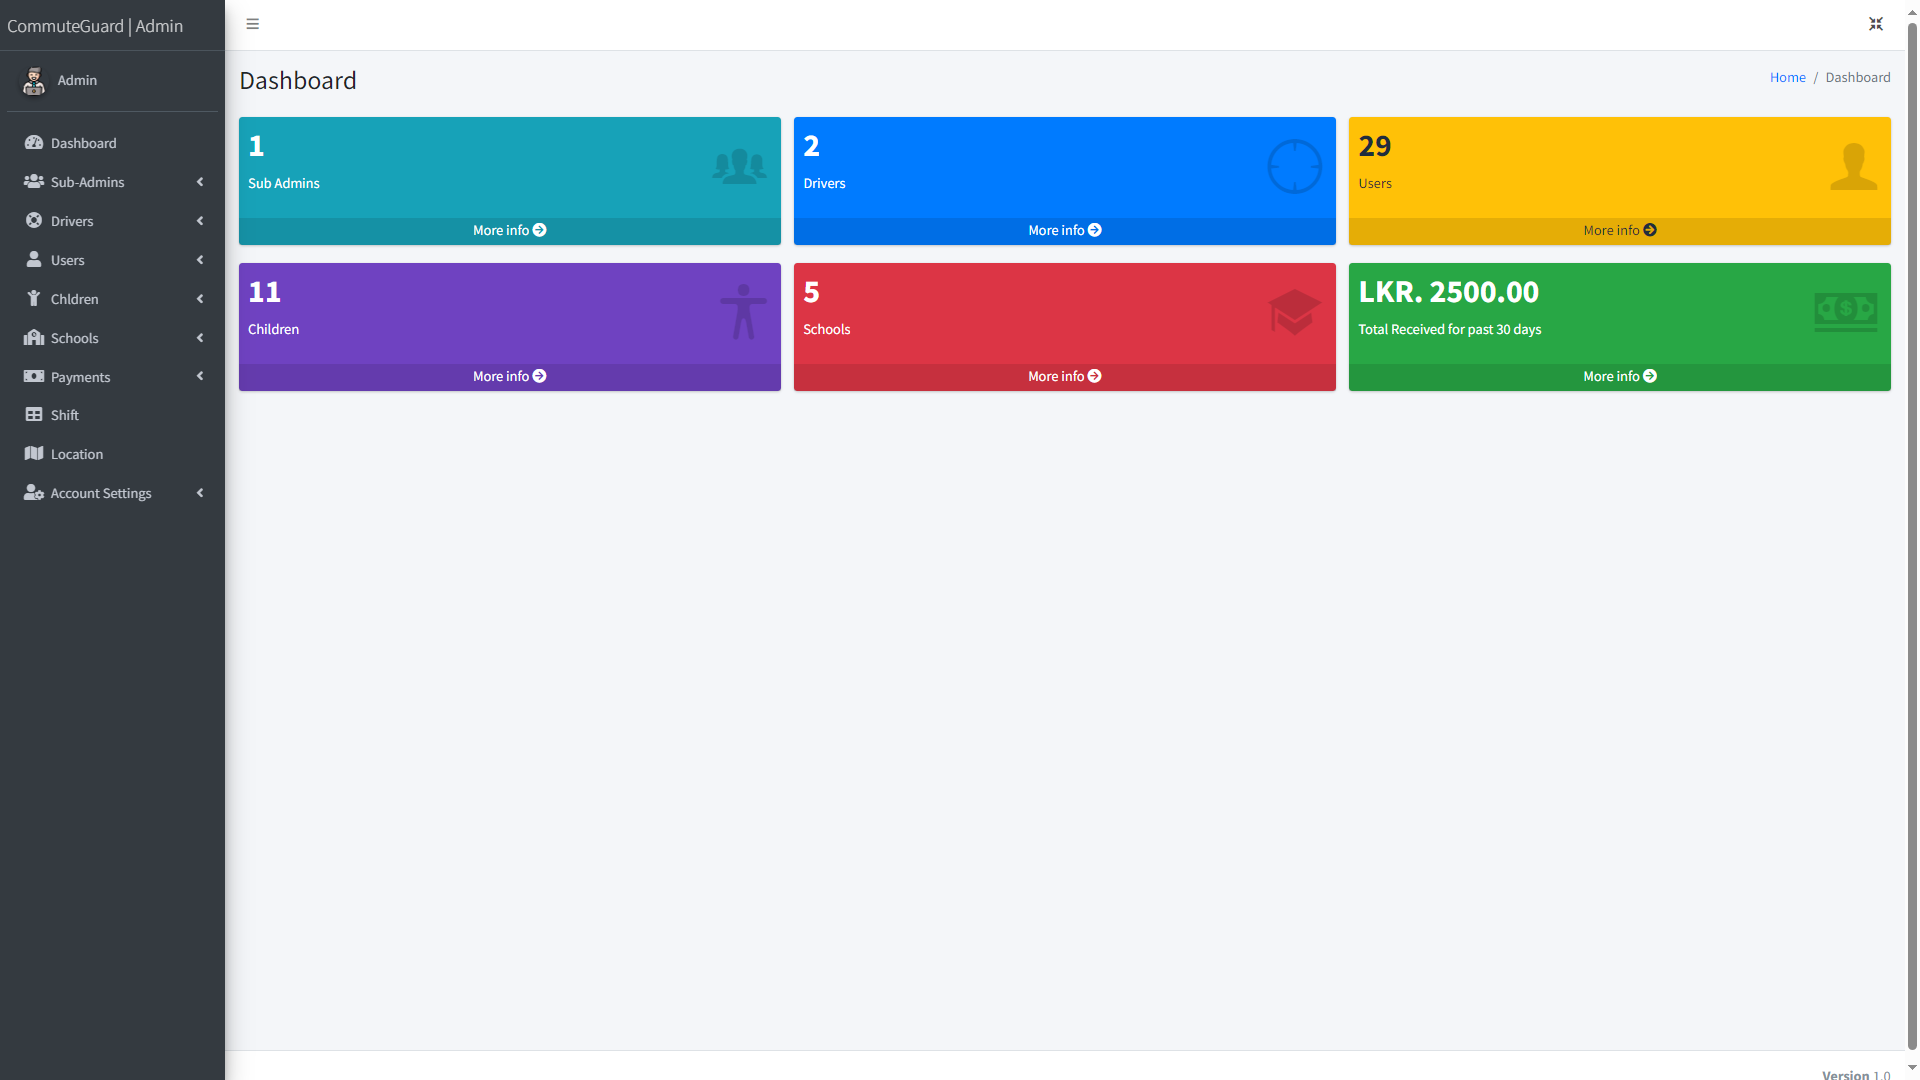 CommuteGuard | Admin
Admin
Dashboard
Sub-Admins
Drivers
Users
Chldren
Schools
Payments
Shift
Location
Account Settings
Dashboard
Home / Dashboard
1
Sub Admins
More info
2
Drivers
More info
29
Users
More info
11
Children
More info
5
Schools
More info
LKR. 2500.00
Total Received for past 30 days
More info
Version 1.0